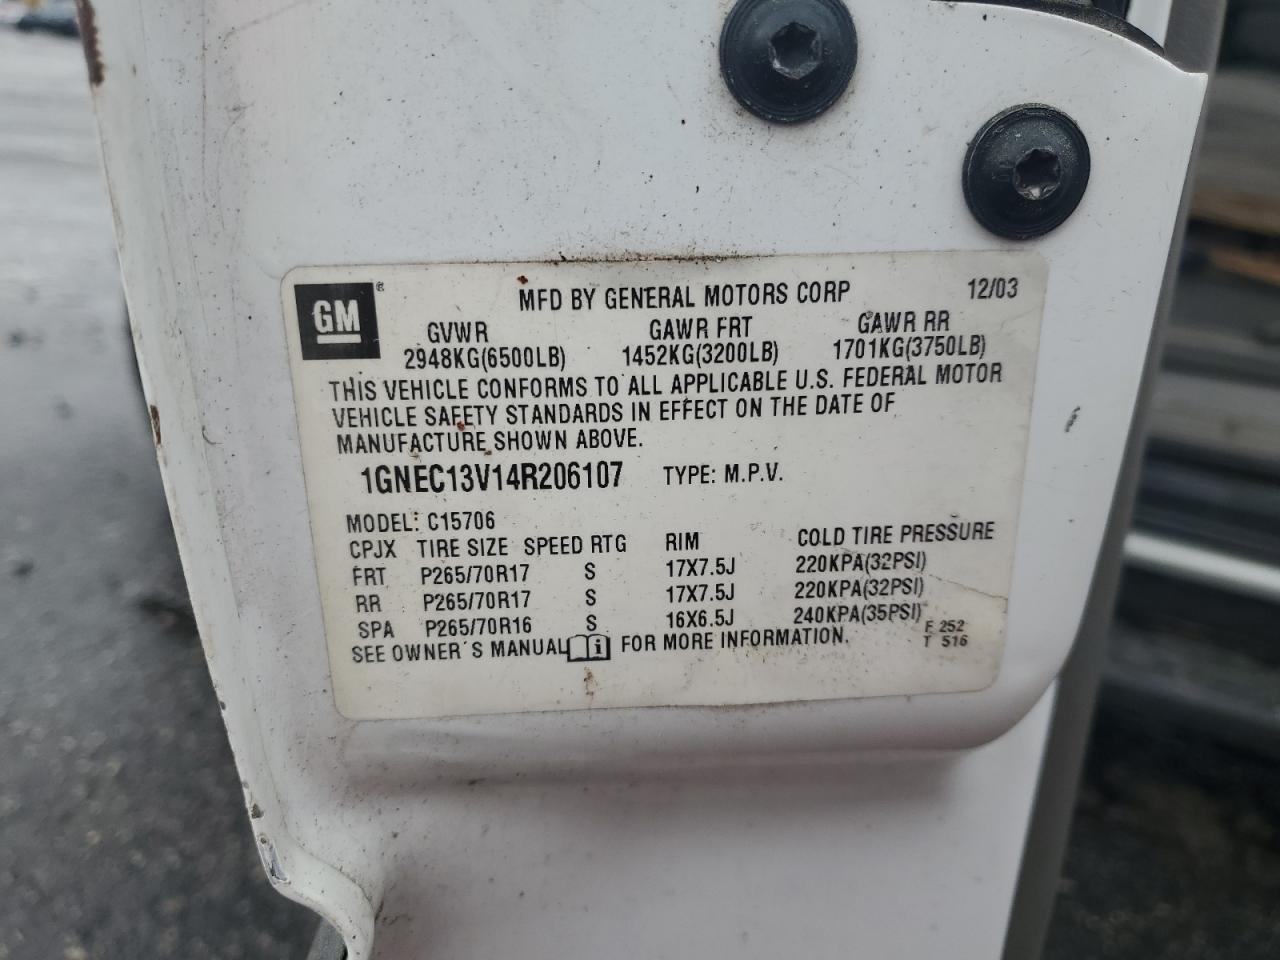 GM ®
MFD BY GENERAL MOTORS CORP 12/03
GVWR GAWR FRT GAWR RR
2948KG(6500LB) 1452KG(3200LB) 1701KG(3750LB)
THIS VEHICLE CONFORMS TO ALL APPLICABLE U.S. FEDERAL MOTOR
VEHICLE SAFETY STANDARDS IN EFFECT ON THE DATE OF
MANUFACTURE SHOWN ABOVE.
1GNEC13V14R206107 TYPE: M.P.V.
MODEL: C15706
CPJX TIRE SIZE SPEED RTG RIM COLD TIRE PRESSURE
FRT P265/70R17 S 17X7.5J 220KPA(32PSI)
RR P265/70R17 S 17X7.5J 220KPA(32PSI)
SPA P265/70R16 S 16X6.5J 240KPA(35PSI)
SEE OWNER'S MANUAL i FOR MORE INFORMATION.
F 252
T 516